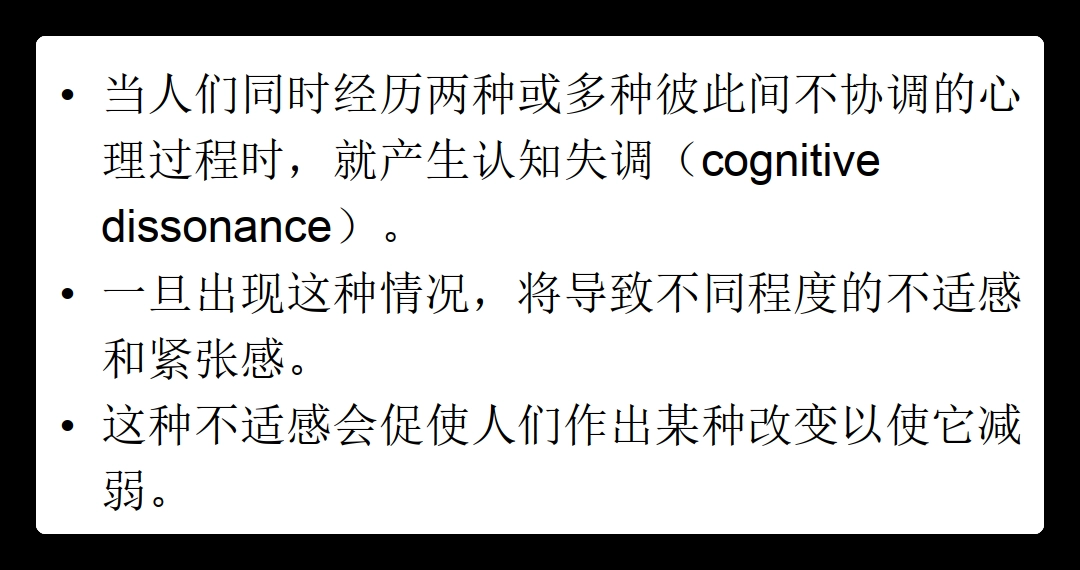 • 当人们同时经历两种或多种彼此间不协调的心
理过程时，就产生认知失调（cognitive
dissonance）。
• 一旦出现这种情况，将导致不同程度的不适感
和紧张感。
• 这种不适感会促使人们作出某种改变以使它减
弱。